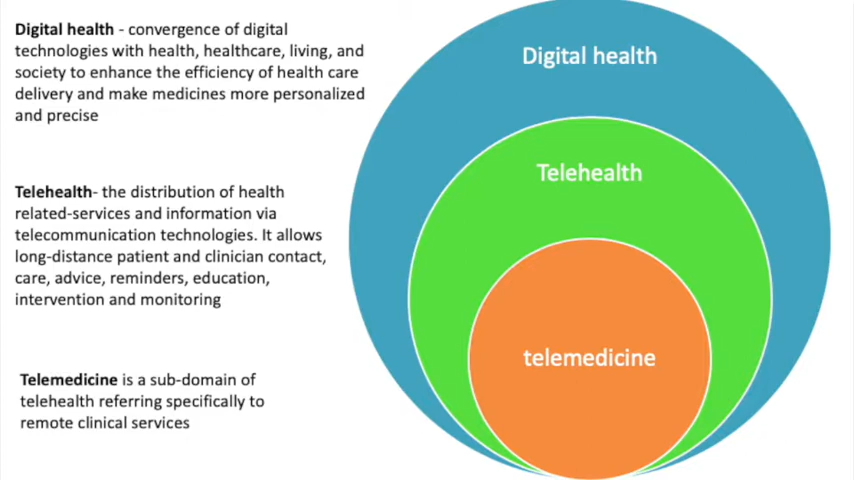 Digital health - convergence of digital
technologies with health, healthcare, living, and
society to enhance the efficiency of health care
delivery and make medicines more personalized
and precise
Telehealth- the distribution of health
related-services and information via
telecommunication technologies. It allows
long-distance patient and clinician contact,
care, advice, reminders, education,
intervention and monitoring
Telemedicine is a sub-domain of
telehealth referring specifically to
remote clinical services
Digital health
Telehealth
telemedicine